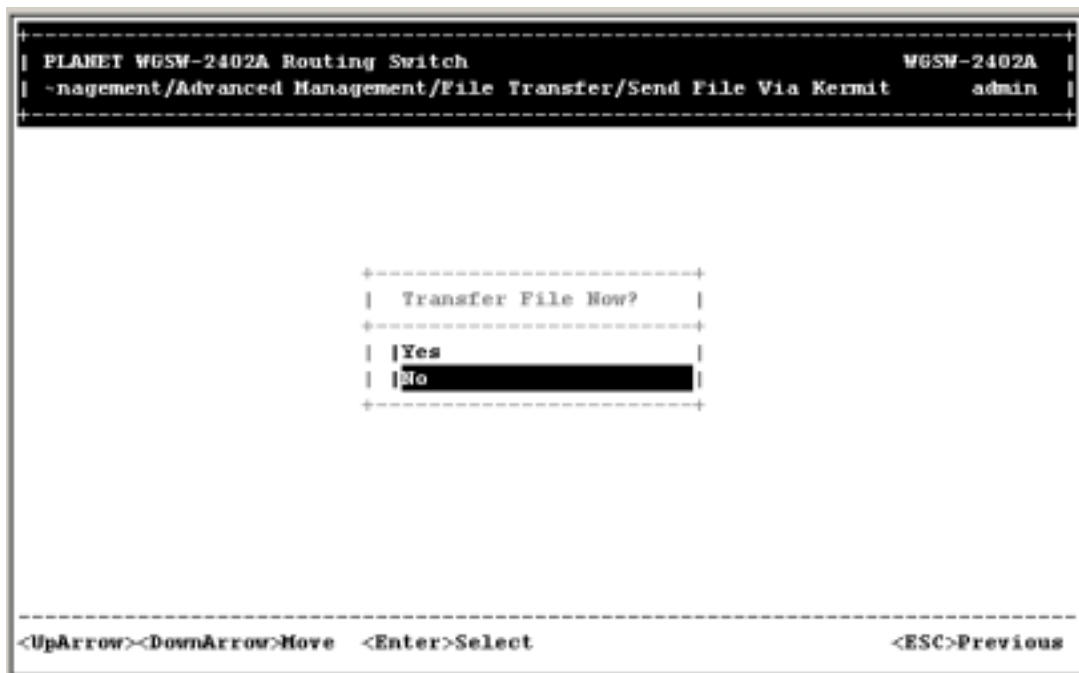 PLANET WGSW-2402A Routing Switch WGSW-2402A
~nagement/Advanced Management/File Transfer/Send File Via Kermit admin
Transfer File Now?
Yes
No
<UpArrow><DownArrow>Move <Enter>Select <ESC>Previous